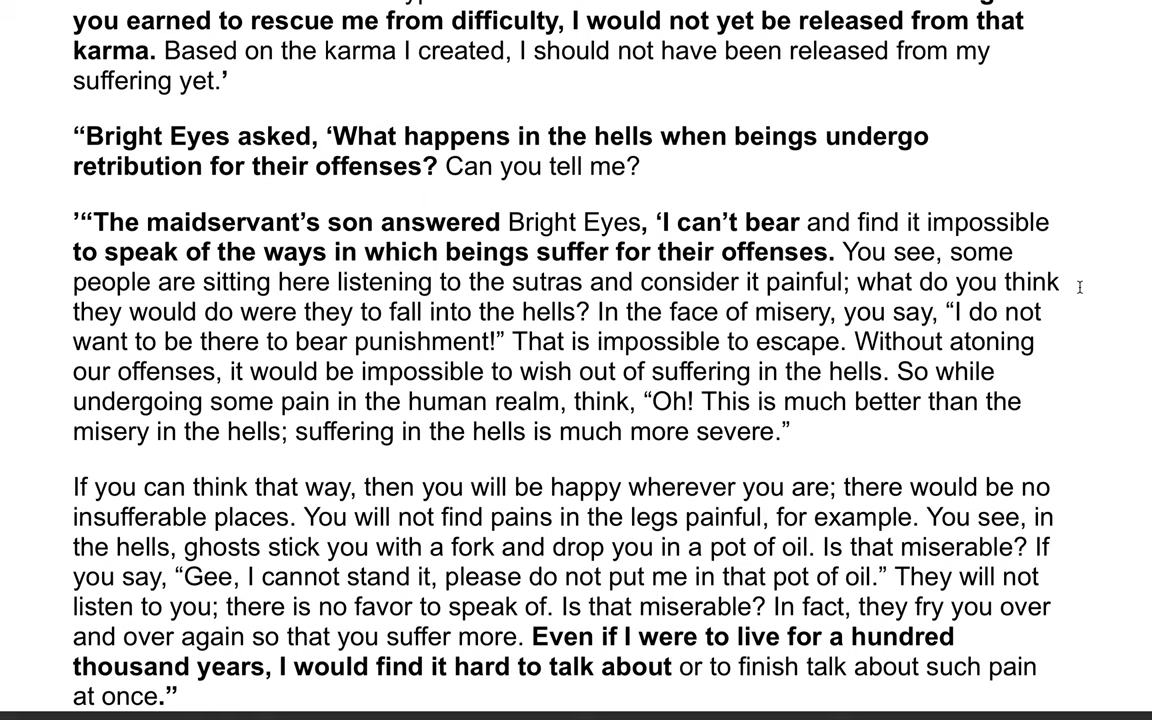 you earned to rescue me from difficulty, I would not yet be released from that
karma. Based on the karma I created, I should not have been released from my
suffering yet.’
“Bright Eyes asked, ‘What happens in the hells when beings undergo
retribution for their offenses? Can you tell me?
’“The maidservant’s son answered Bright Eyes, ‘I can’t bear and find it impossible
to speak of the ways in which beings suffer for their offenses. You see, some
people are sitting here listening to the sutras and consider it painful; what do you think
they would do were they to fall into the hells? In the face of misery, you say, “I do not
want to be there to bear punishment!” That is impossible to escape. Without atoning
our offenses, it would be impossible to wish out of suffering in the hells. So while
undergoing some pain in the human realm, think, “Oh! This is much better than the
misery in the hells; suffering in the hells is much more severe.”
If you can think that way, then you will be happy wherever you are; there would be no
insufferable places. You will not find pains in the legs painful, for example. You see, in
the hells, ghosts stick you with a fork and drop you in a pot of oil. Is that miserable? If
you say, “Gee, I cannot stand it, please do not put me in that pot of oil.” They will not
listen to you; there is no favor to speak of. Is that miserable? In fact, they fry you over
and over again so that you suffer more. Even if I were to live for a hundred
thousand years, I would find it hard to talk about or to finish talk about such pain
at once.”